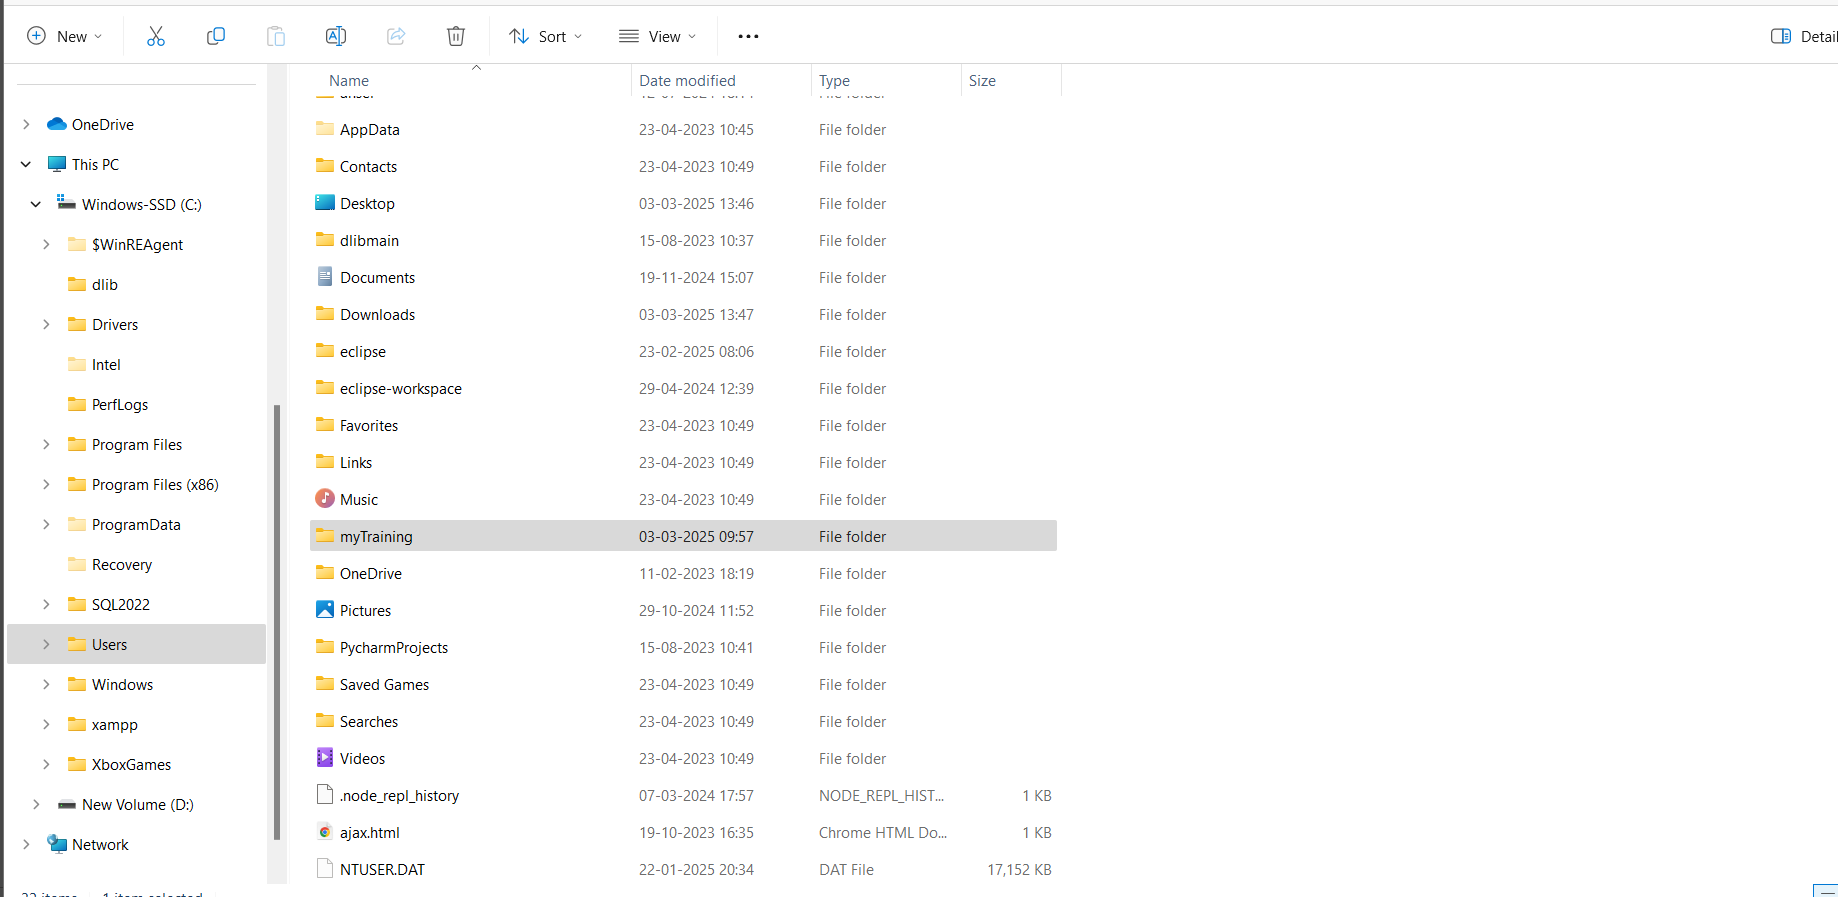 New
Sort
View
Detail
Name Date modified Type Size
OneDrive
This PC
Windows-SSD (C:)
$WinREAgent
dlib
Drivers
Intel
PerfLogs
Program Files
Program Files (x86)
ProgramData
Recovery
SQL2022
Users
Windows
xampp
XboxGames
New Volume (D:)
Network
AppData 23-04-2023 10:45 File folder
Contacts 23-04-2023 10:49 File folder
Desktop 03-03-2025 13:46 File folder
dlibmain 15-08-2023 10:37 File folder
Documents 19-11-2024 15:07 File folder
Downloads 03-03-2025 13:47 File folder
eclipse 23-02-2025 08:06 File folder
eclipse-workspace 29-04-2024 12:39 File folder
Favorites 23-04-2023 10:49 File folder
Links 23-04-2023 10:49 File folder
Music 23-04-2023 10:49 File folder
myTraining 03-03-2025 09:57 File folder
OneDrive 11-02-2023 18:19 File folder
Pictures 29-10-2024 11:52 File folder
PycharmProjects 15-08-2023 10:41 File folder
Saved Games 23-04-2023 10:49 File folder
Searches 23-04-2023 10:49 File folder
Videos 23-04-2023 10:49 File folder
.node_repl_history 07-03-2024 17:57 NODE_REPL_HIST... 1 KB
ajax.html 19-10-2023 16:35 Chrome HTML Do... 1 KB
NTUSER.DAT 22-01-2025 20:34 DAT File 17,152 KB
1 item selected